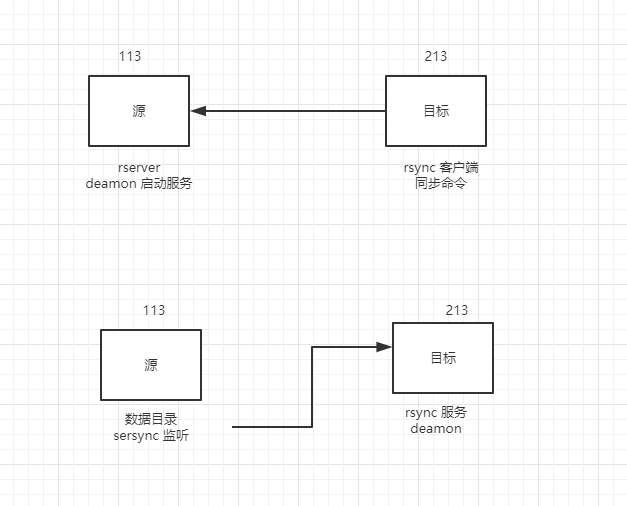 113
213
源
目标
rserver
deamon 启动服务
rsync 客户端
同步命令
113
213
源
目标
数据目录
sersync 监听
rsync 服务
deamon